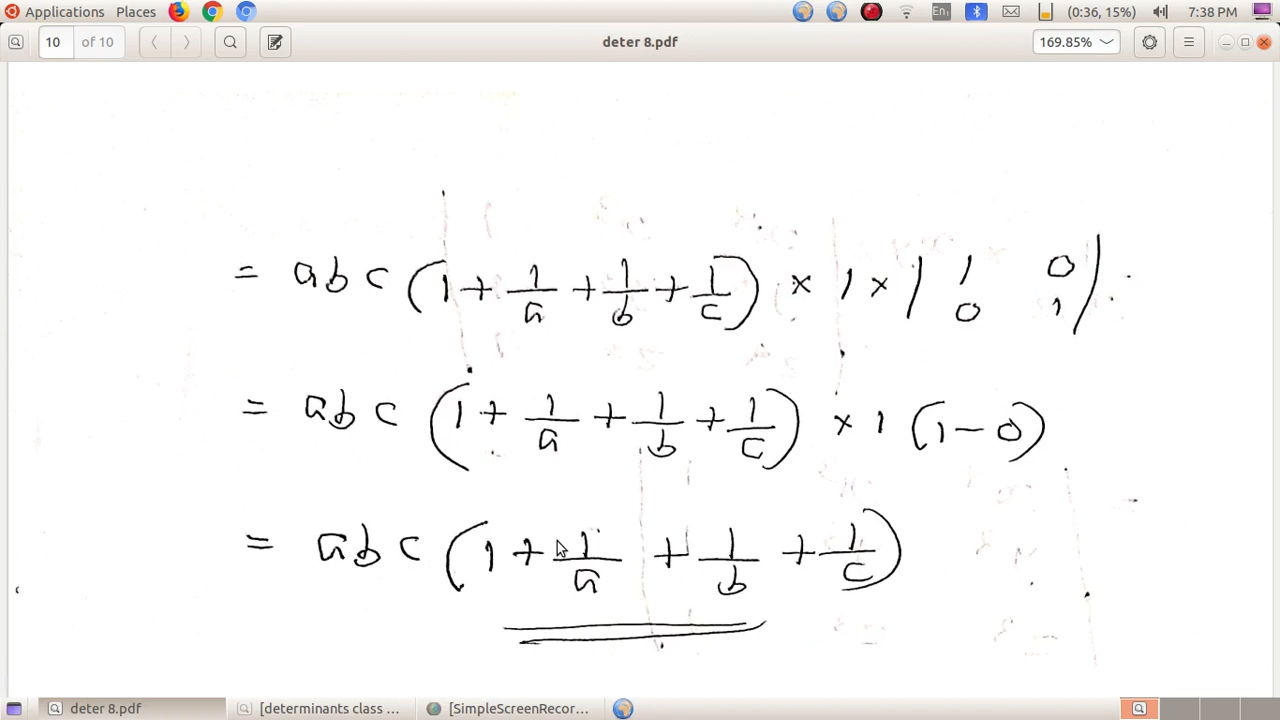 Applications Places En₁ (0:36, 15%) 7:38 PM
10 of 10 deter 8.pdf 169.85%
= abc (1 + 1/a + 1/b + 1/c) × 1 × | 1 0 |
0 1
= abc (1 + 1/a + 1/b + 1/c) × 1 (1 - 0)
= abc (1 + 1/a + 1/b + 1/c)
deter 8.pdf [determinants class ... [SimpleScreenRecor...